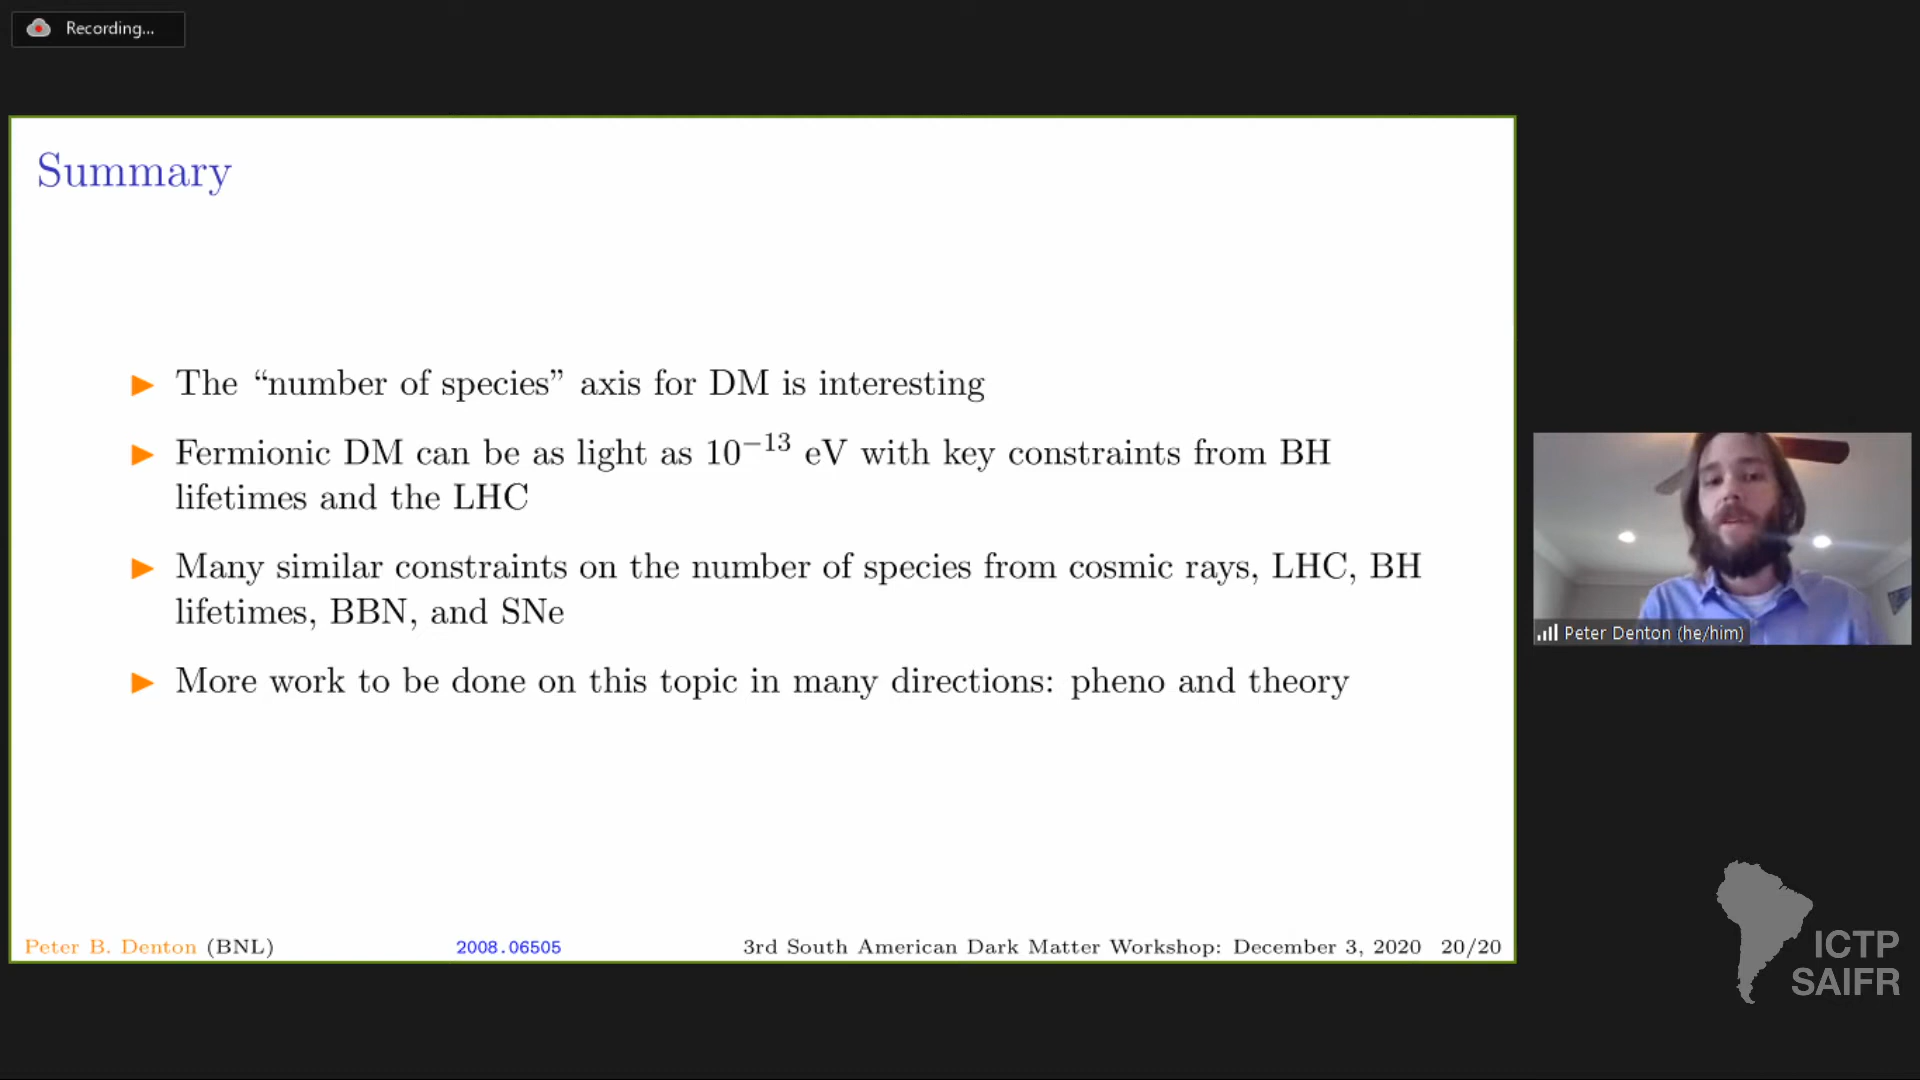 Recording...
Summary
▶ The “number of species” axis for DM is interesting
▶ Fermionic DM can be as light as 10⁻¹³ eV with key constraints from BH
lifetimes and the LHC
▶ Many similar constraints on the number of species from cosmic rays, LHC, BH
lifetimes, BBN, and SNe
▶ More work to be done on this topic in many directions: pheno and theory
Peter B. Denton (BNL) 2008.06505 3rd South American Dark Matter Workshop: December 3, 2020 20/20
Peter Denton (he/him)
ICTP
SAIFR